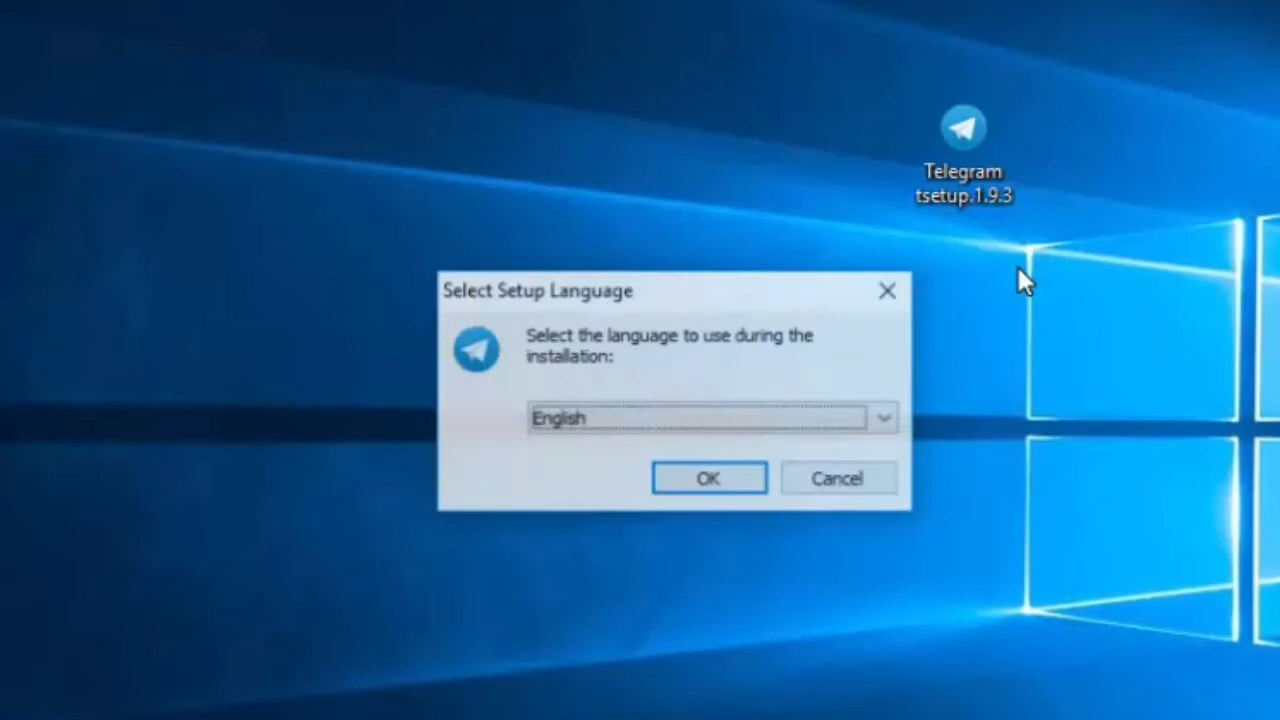 Telegram
tsetup.1.9.3
Select Setup Language
Select the language to use during the
installation:
English
OK
Cancel